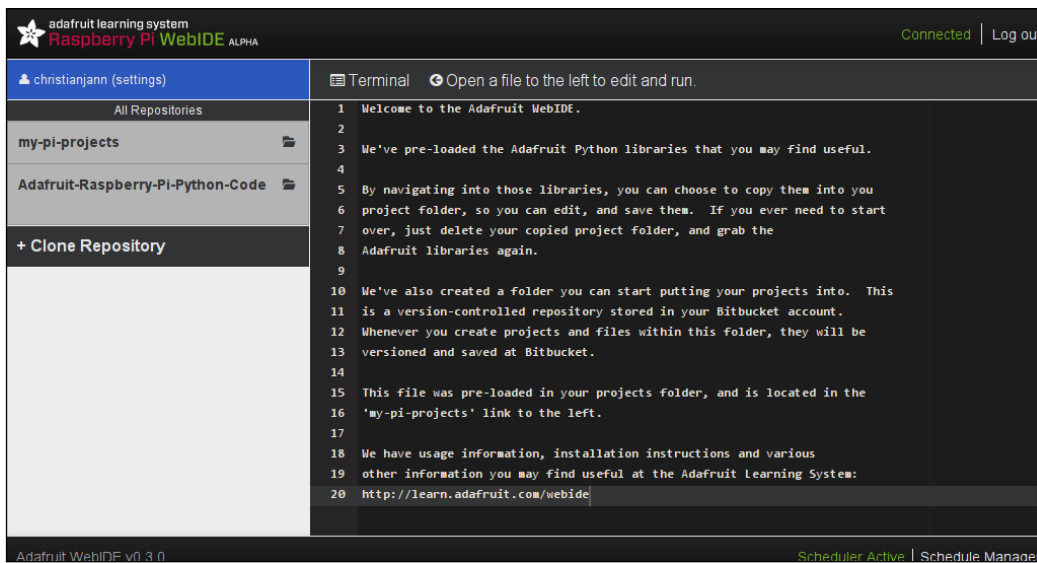 adafruit learning system
Raspberry Pi WebIDE ALPHA
Connected | Log ou
christianjann (settings)
Terminal Open a file to the left to edit and run.
All Repositories
my-pi-projects
Adafruit-Raspberry-Pi-Python-Code
+ Clone Repository
1 Welcome to the Adafruit WebIDE.
2
3 We've pre-loaded the Adafruit Python libraries that you may find useful.
4
5 By navigating into those libraries, you can choose to copy them into you
6 project folder, so you can edit, and save them.  If you ever need to start
7 over, just delete your copied project folder, and grab the
8 Adafruit libraries again.
9
10 We've also created a folder you can start putting your projects into.  This
11 is a version-controlled repository stored in your Bitbucket account.
12 Whenever you create projects and files within this folder, they will be
13 versioned and saved at Bitbucket.
14
15 This file was pre-loaded in your projects folder, and is located in the
16 'my-pi-projects' link to the left.
17
18 We have usage information, installation instructions and various
19 other information you may find useful at the Adafruit Learning System:
20 http://learn.adafruit.com/webide
Adafruit WebIDE v0.3.0
Scheduler Active | Schedule Manage